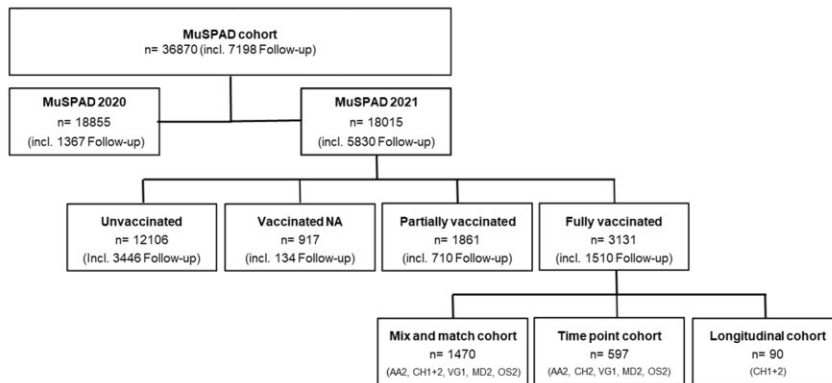 MuSPAD cohort
n= 36870 (incl. 7198 Follow-up)
MuSPAD 2020
n= 18855
(incl. 1367 Follow-up)
MuSPAD 2021
n= 18015
(incl. 5830 Follow-up)
Unvaccinated
n= 12106
(Incl. 3446 Follow-up)
Vaccinated NA
n= 917
(incl. 134 Follow-up)
Partially vaccinated
n= 1861
(incl. 710 Follow-up)
Fully vaccinated
n= 3131
(incl. 1510 Follow-up)
Mix and match cohort
n= 1470
(AA2, CH1+2, VG1, MD2, OS2)
Time point cohort
n= 597
(AA2, CH2, VG1, MD2, OS2)
Longitudinal cohort
n= 90
(CH1+2)